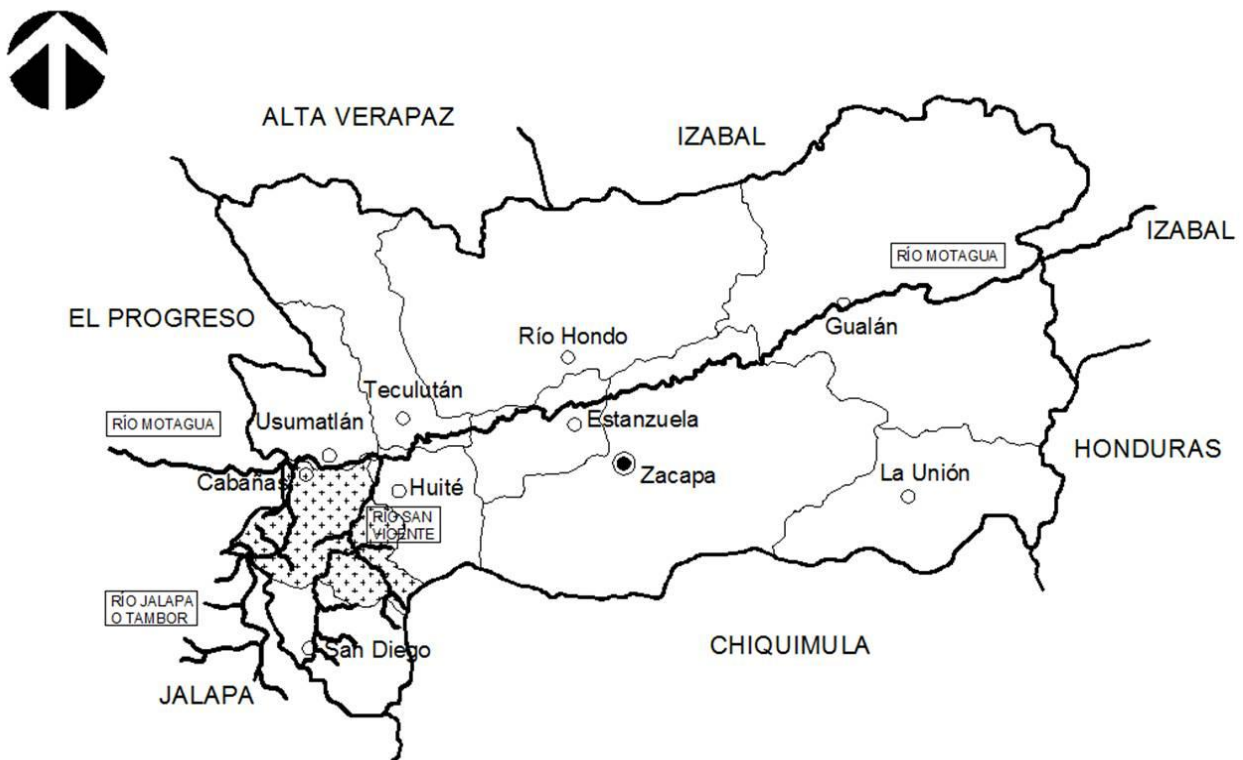 ALTA VERAPAZ
IZABAL
IZABAL
RÍO MOTAGUA
EL PROGRESO
Gualán
Río Hondo
Teculután
Usumatlán
Estanzuela
RÍO MOTAGUA
HONDURAS
Cabañas
Huité
Zacapa
La Unión
RÍO SAN
VICENTE
RÍO JALAPA
O TAMBOR
San Diego
CHIQUIMULA
JALAPA